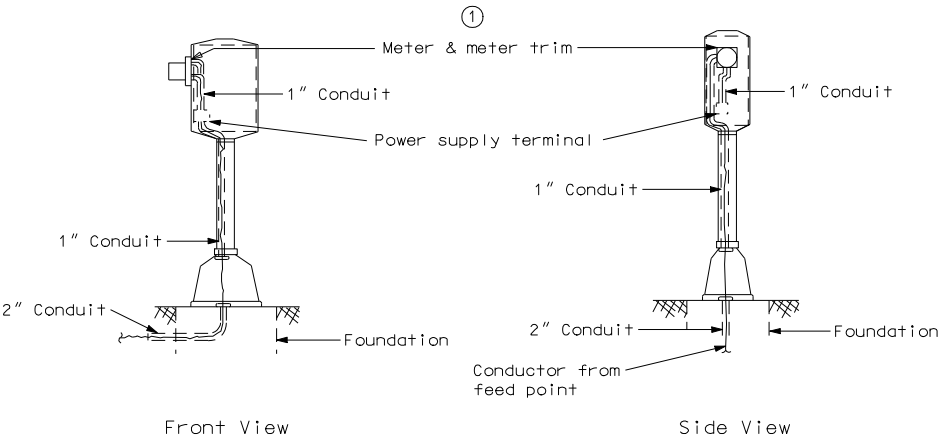 1
Meter & meter trim
1" Conduit
1" Conduit
Power supply terminal
1" Conduit
1" Conduit
2" Conduit
2" Conduit
Foundation
Foundation
Conductor from
feed point
Front View
Side View